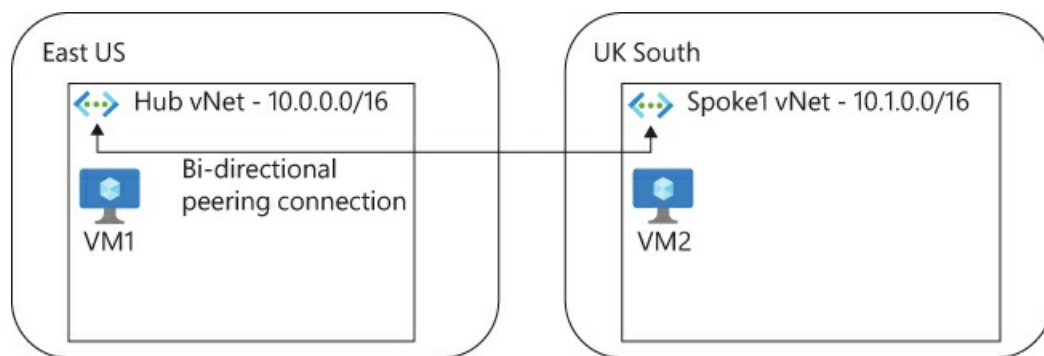 East US
Hub vNet - 10.0.0.0/16
Bi-directional
peering connection
VM1
UK South
Spoke1 vNet - 10.1.0.0/16
VM2